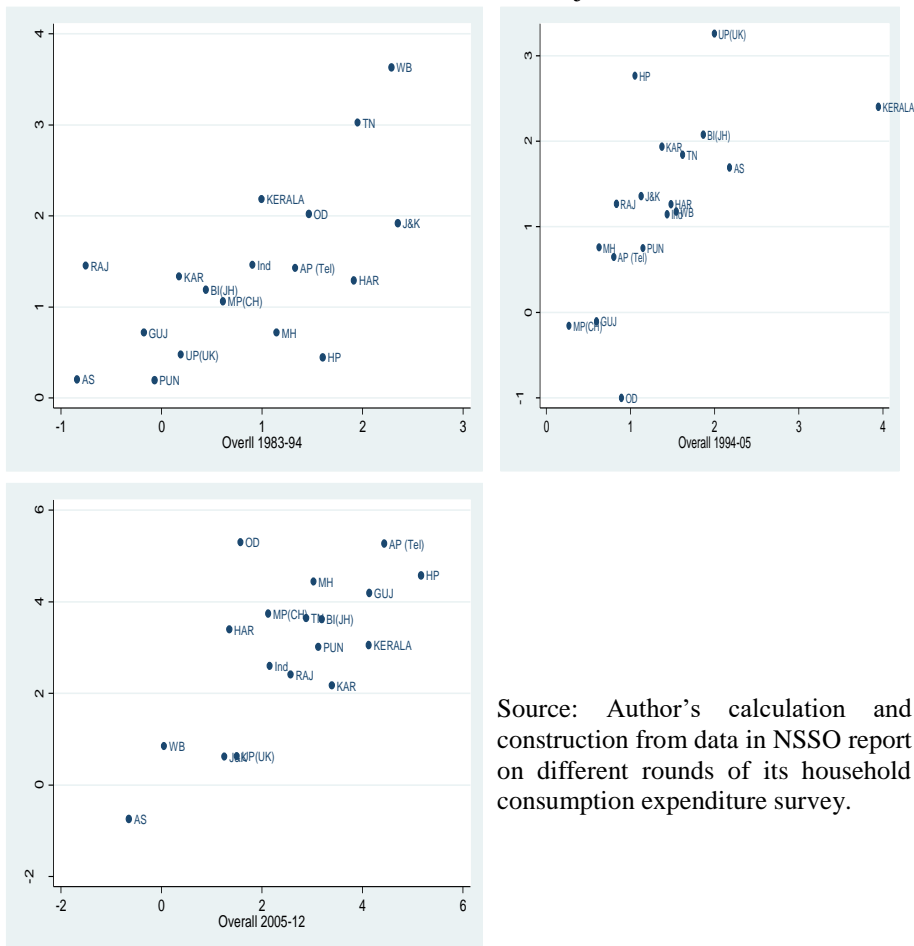 4
3
2
1
0
WB
TN
KERALA
OD
J&K
RAJ
Ind
AP (Tel)
KAR
HAR
BI(JH)
MP(CH)
GUJ
MH
UP(UK)
HP
AS
PUN
-1 0 1 2 3
Overll 1983-94
3
2
1
0
-1
UP(UK)
HP
KERALA
BI(JH)
KAR
TN
AS
J&K
RAJ
HAR
WB
MH
PUN
AP (Tel)
MP(CH)
GUJ
OD
0 1 2 3 4
Overall 1994-05
6
4
2
0
-2
OD
AP (Tel)
HP
MH
GUJ
MP(CH)
TN
BI(JH)
HAR
PUN
KERALA
Ind
RAJ
KAR
WB
J&K
UP(UK)
AS
-2 0 2 4 6
Overall 2005-12
Source: Author's calculation and
construction from data in NSSO report
on different rounds of its household
consumption expenditure survey.